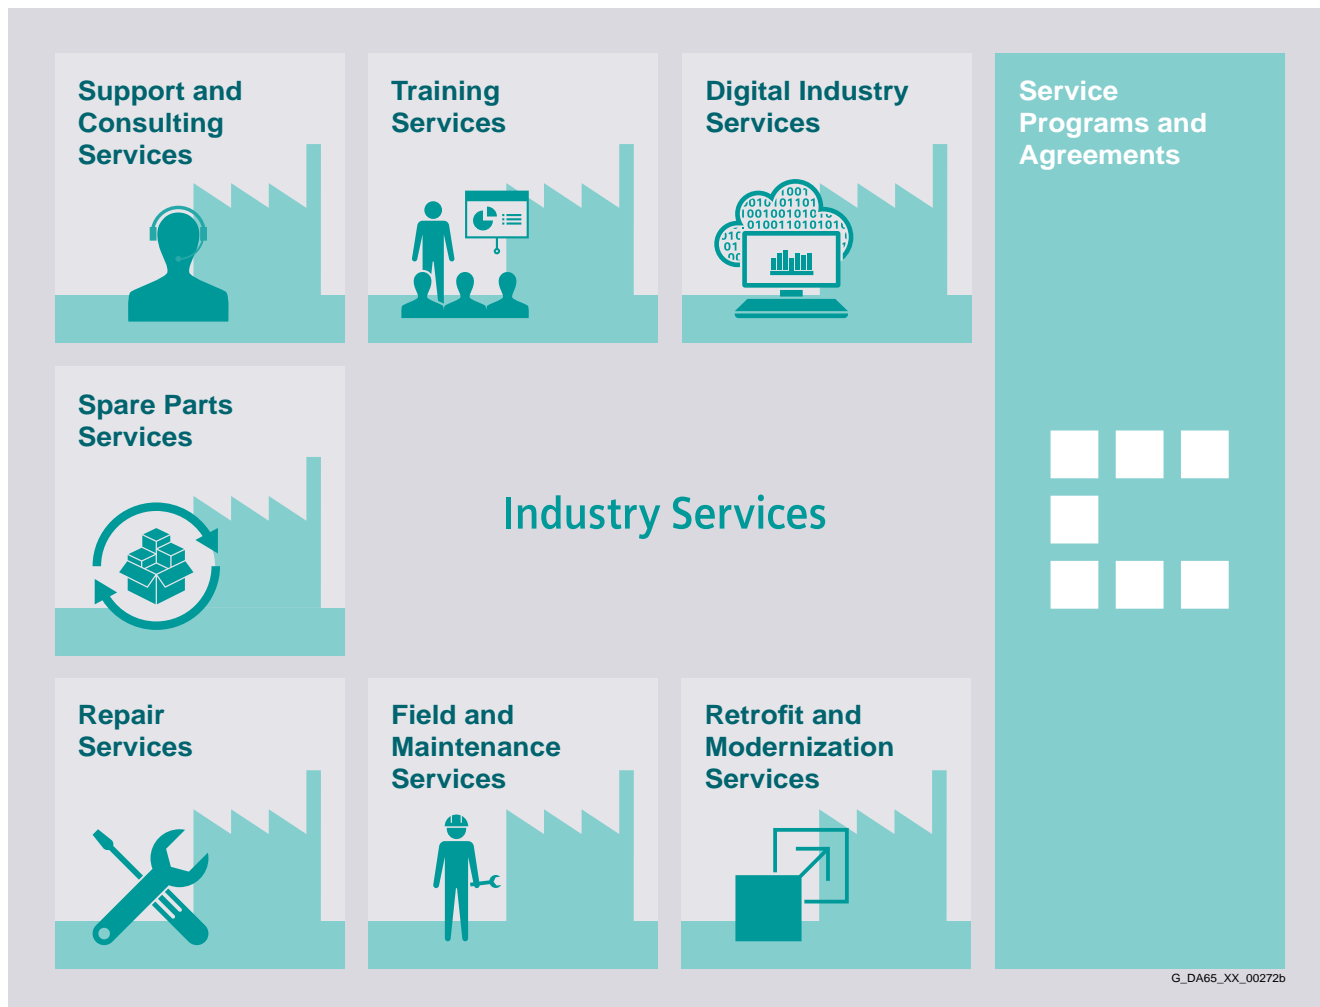 Support and
Consulting
Services
Training
Services
Digital Industry
Services
Service
Programs and
Agreements
Spare Parts
Services
Industry Services
Repair
Services
Field and
Maintenance
Services
Retrofit and
Modernization
Services
G_DA65_XX_00272b